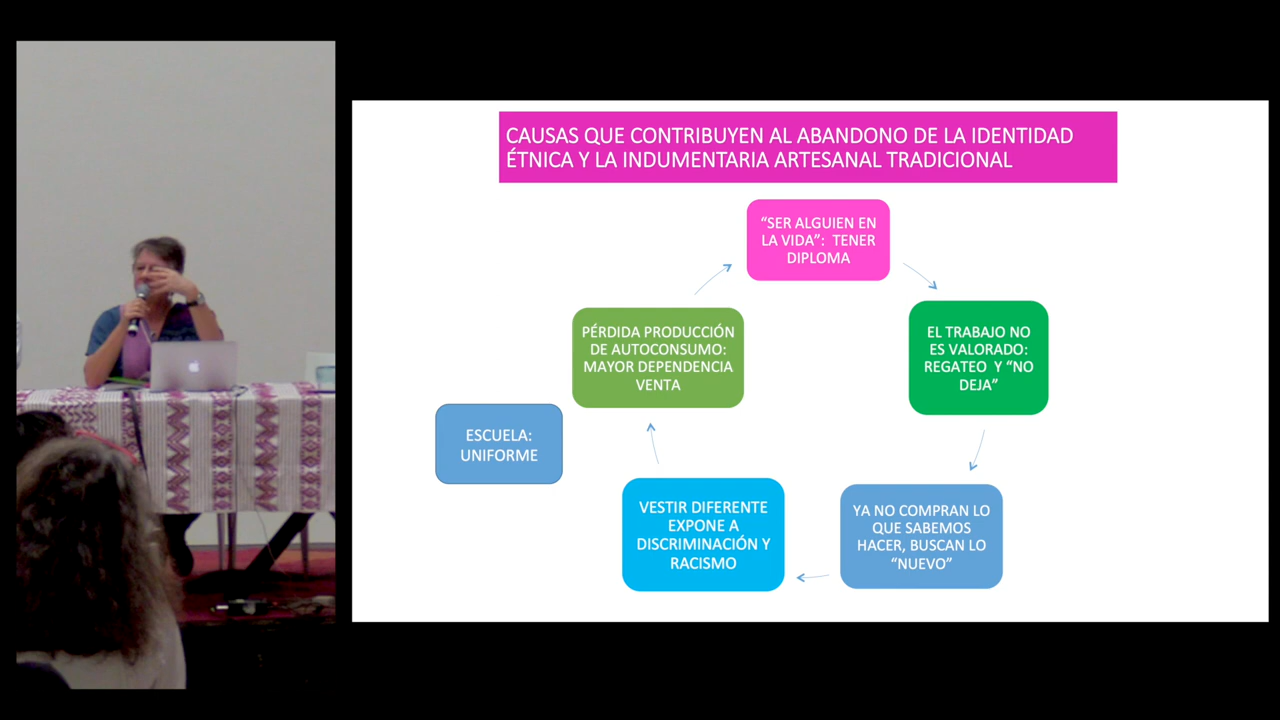 CAUSAS QUE CONTRIBUYEN AL ABANDONO DE LA IDENTIDAD
ÉTNICA Y LA INDUMENTARIA ARTESANAL TRADICIONAL
“SER ALGUIEN EN
LA VIDA”: TENER
DIPLOMA
EL TRABAJO NO
ES VALORADO:
REGATEO Y “NO
DEJA”
YA NO COMPRAN LO
QUE SABEMOS
HACER, BUSCAN LO
“NUEVO”
VESTIR DIFERENTE
EXPONE A
DISCRIMINACIÓN Y
RACISMO
PÉRDIDA PRODUCCIÓN
DE AUTOCONSUMO:
MAYOR DEPENDENCIA
VENTA
ESCUELA:
UNIFORME